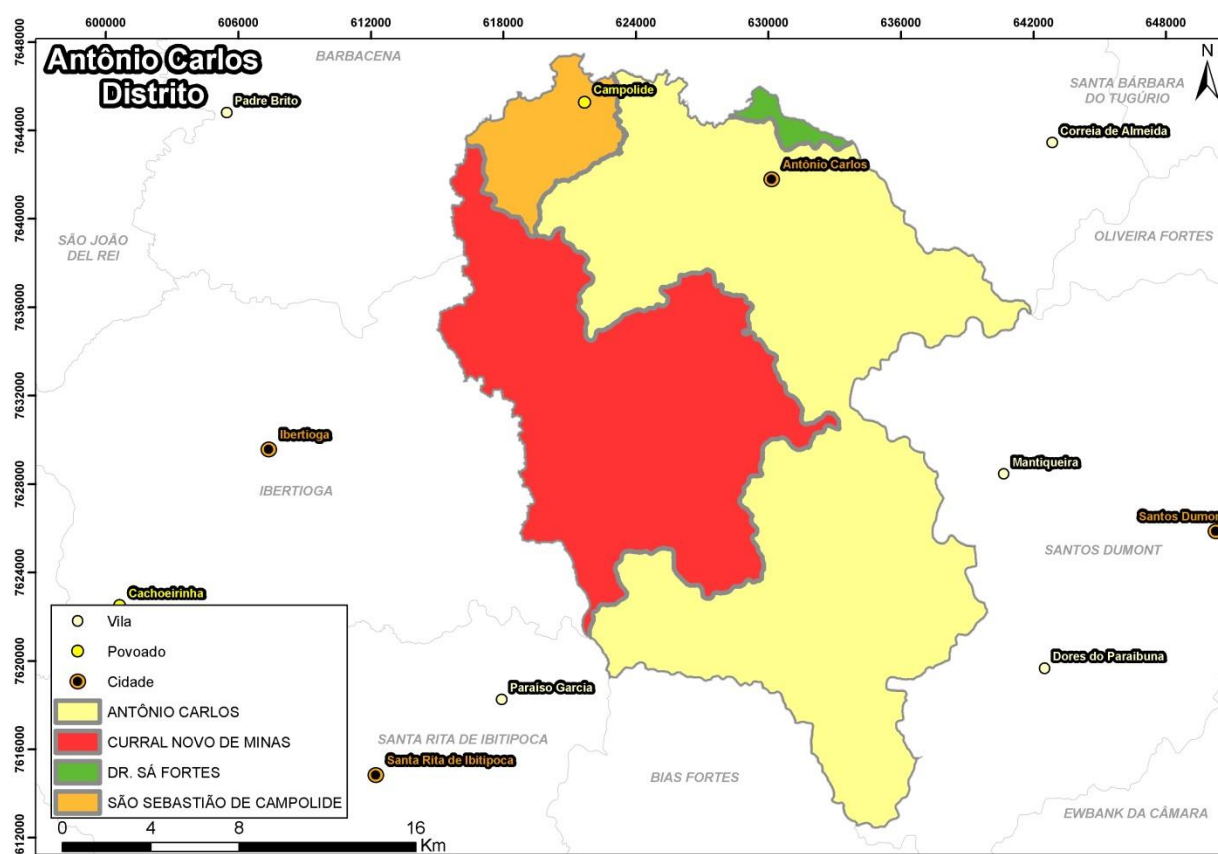 600000
606000
612000
618000
624000
630000
636000
642000
648000
7648000
7644000
7640000
7636000
7632000
7628000
7624000
7620000
7616000
7612000
Antônio Carlos
Distrito
N
BARBACENA
SANTA BÁRBARA
DO TUGÚRIO
Padre Brito
Campolide
Correia de Almeida
Antônio Carlos
SÃO JOÃO
DEL REI
OLIVEIRA FORTES
Ibertioga
IBERTIOGA
Mantiqueira
Santos Dumon
SANTOS DUMONT
Cachoeirinha
Dores do Paraibuna
Paraiso Garcia
SANTA RITA DE IBITIPOCA
Santa Rita de Ibitipoca
BIAS FORTES
EWBANK DA CÂMARA
Vila
Povoado
Cidade
ANTÔNIO CARLOS
CURRAL NOVO DE MINAS
DR. SÁ FORTES
SÃO SEBASTIÃO DE CAMPOLIDE
0 4 8 16
Km